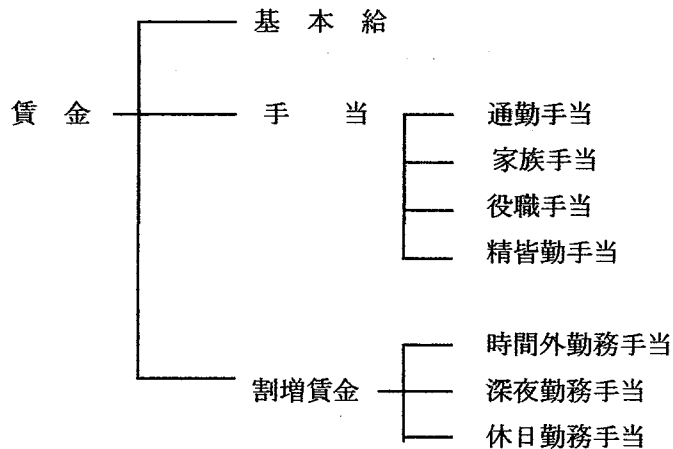 基本給
賃金
手当
通勤手当
家族手当
役職手当
精皆勤手当
割増賃金
時間外勤務手当
深夜勤務手当
休日勤務手当